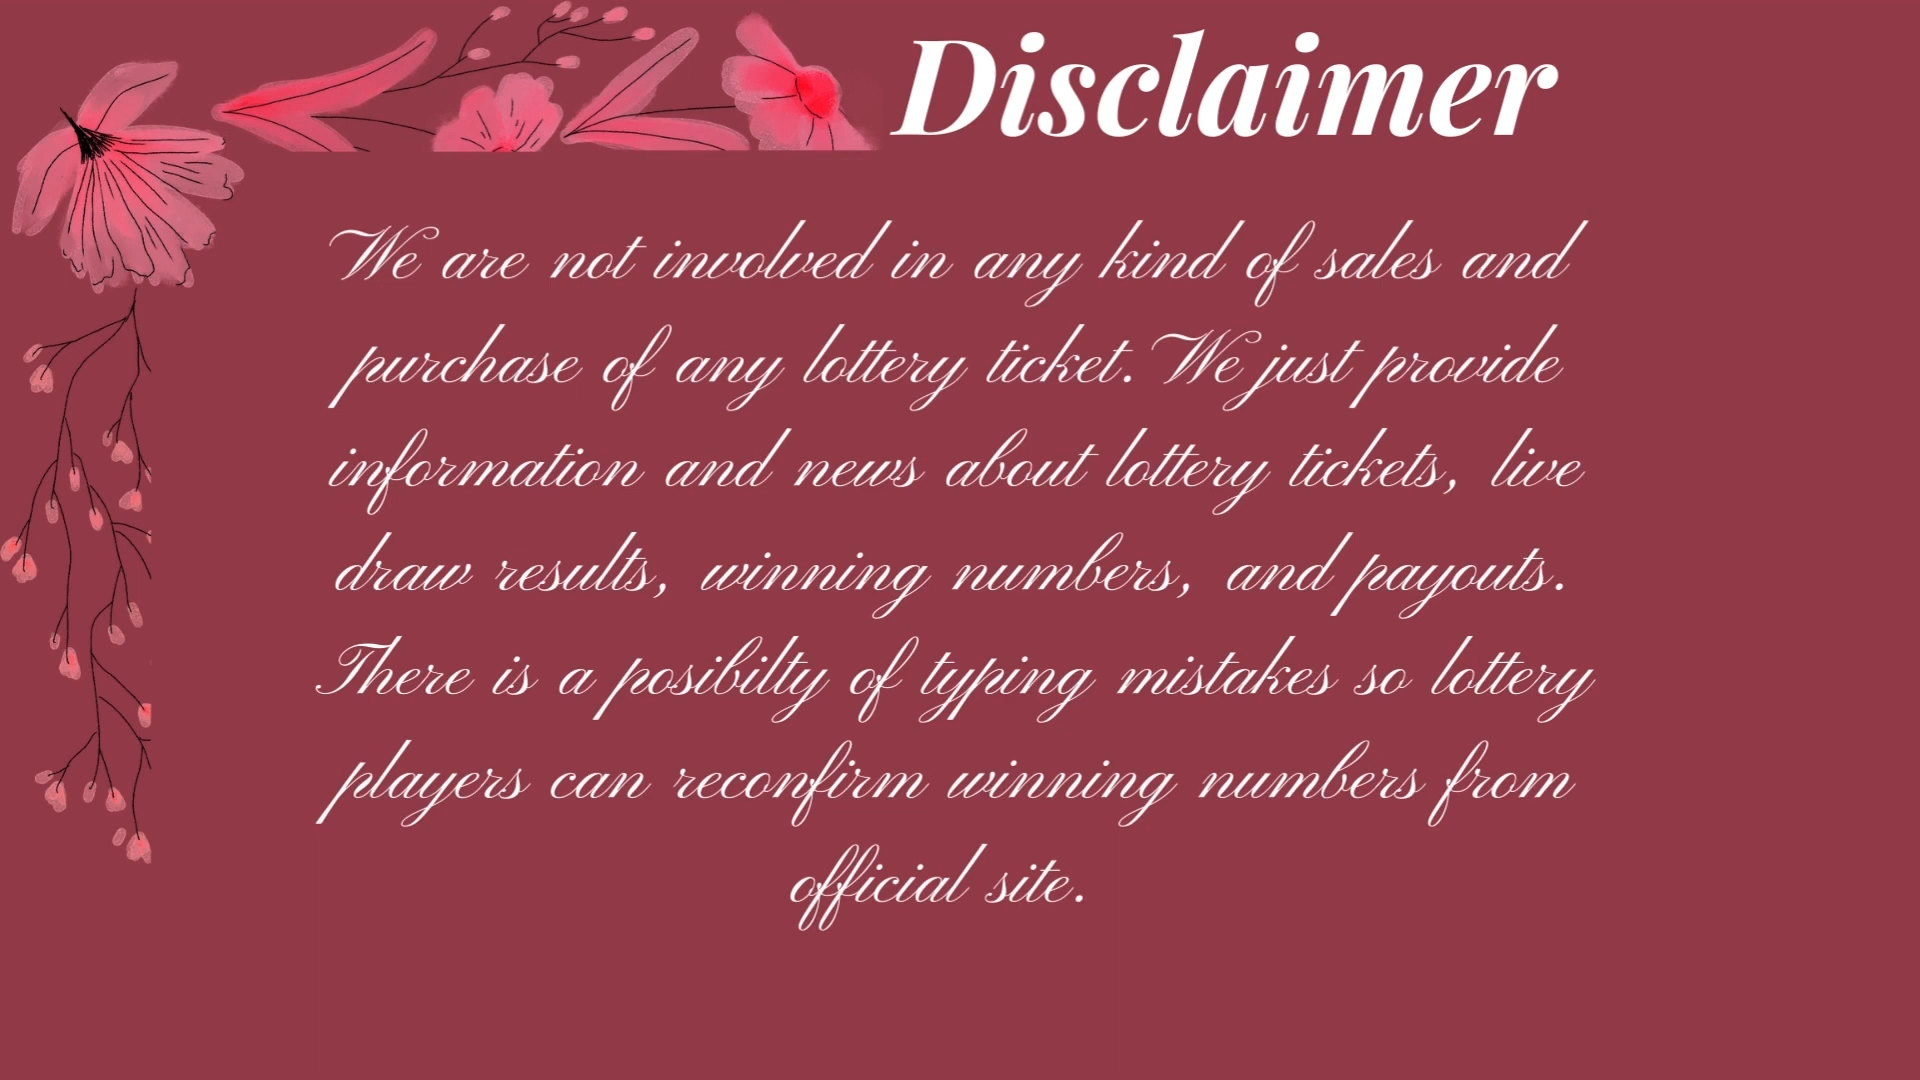 Disclaimer
We are not involved in any kind of sales and
purchase of any lottery ticket. We just provide
information and news about lottery tickets, live
draw results, winning numbers, and payouts.
There is a posibilty of typing mistakes so lottery
players can reconfirm winning numbers from
official site.